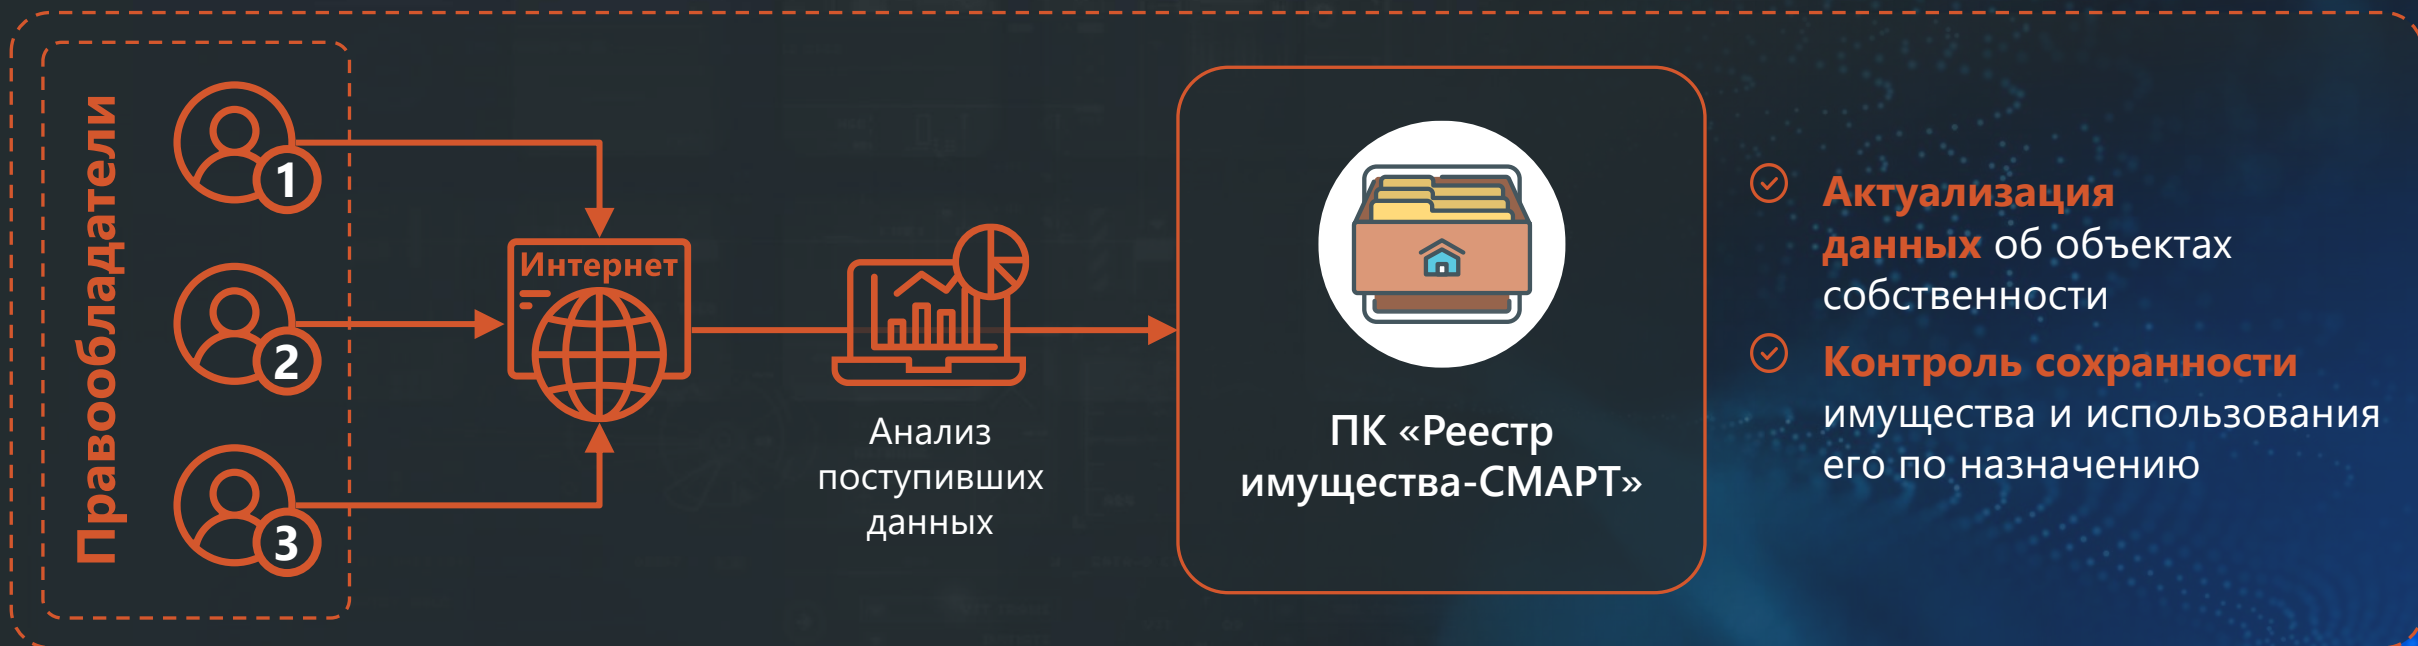 Правообладатели
1
2
3
Интернет
Анализ
поступивших
данных
ПК «Реестр
имущества-СМАРТ»
Актуализация
данных об объектах
собственности
Контроль сохранности
имущества и использования
его по назначению